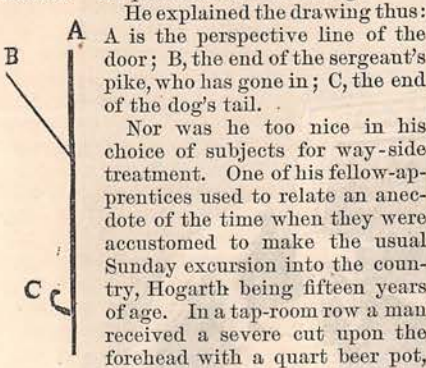 He explained the drawing thus:
A is the perspective line of the
door; B, the end of the sergeant's
pike, who has gone in; C, the end
of the dog's tail.
Nor was he too nice in his
choice of subjects for way-side
treatment. One of his fellow-ap-
prentices used to relate an anec-
dote of the time when they were
accustomed to make the usual
Sunday excursion into the coun-
try, Hogarth being fifteen years
of age. In a tap-room row a man
received a severe cut upon the
forehead with a quart beer pot,
A
B
C